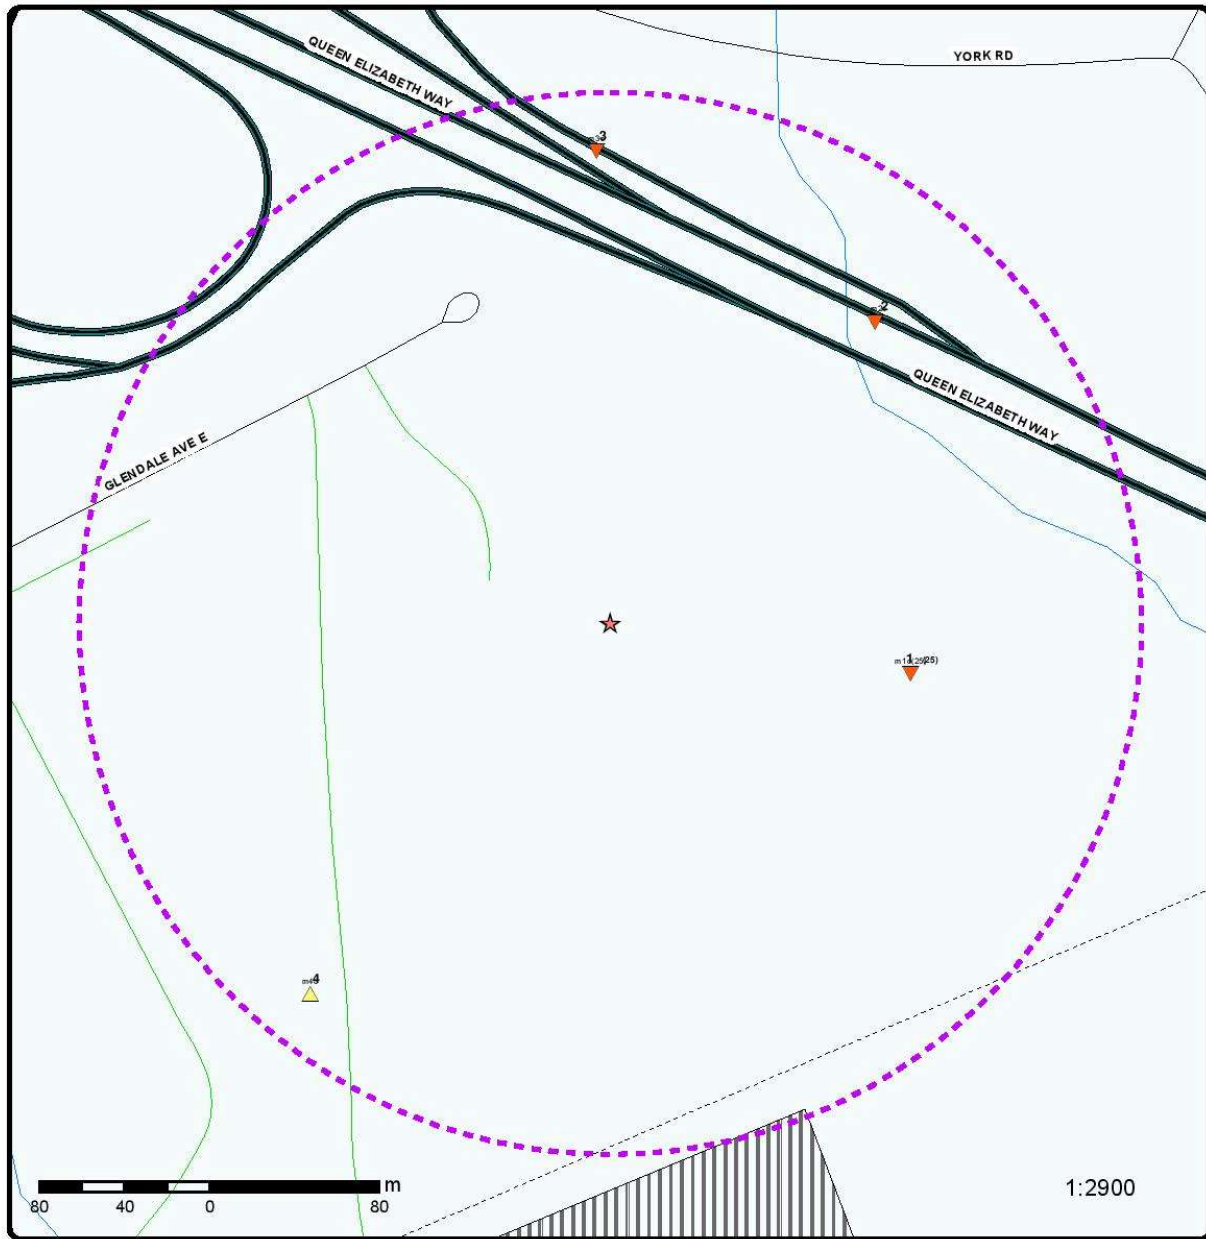 YORK RD
QUEEN ELIZABETH WAY
3
2
QUEEN ELIZABETH WAY
GLENDALE AVE E
1
4
m
80 40 0 80
1:2900